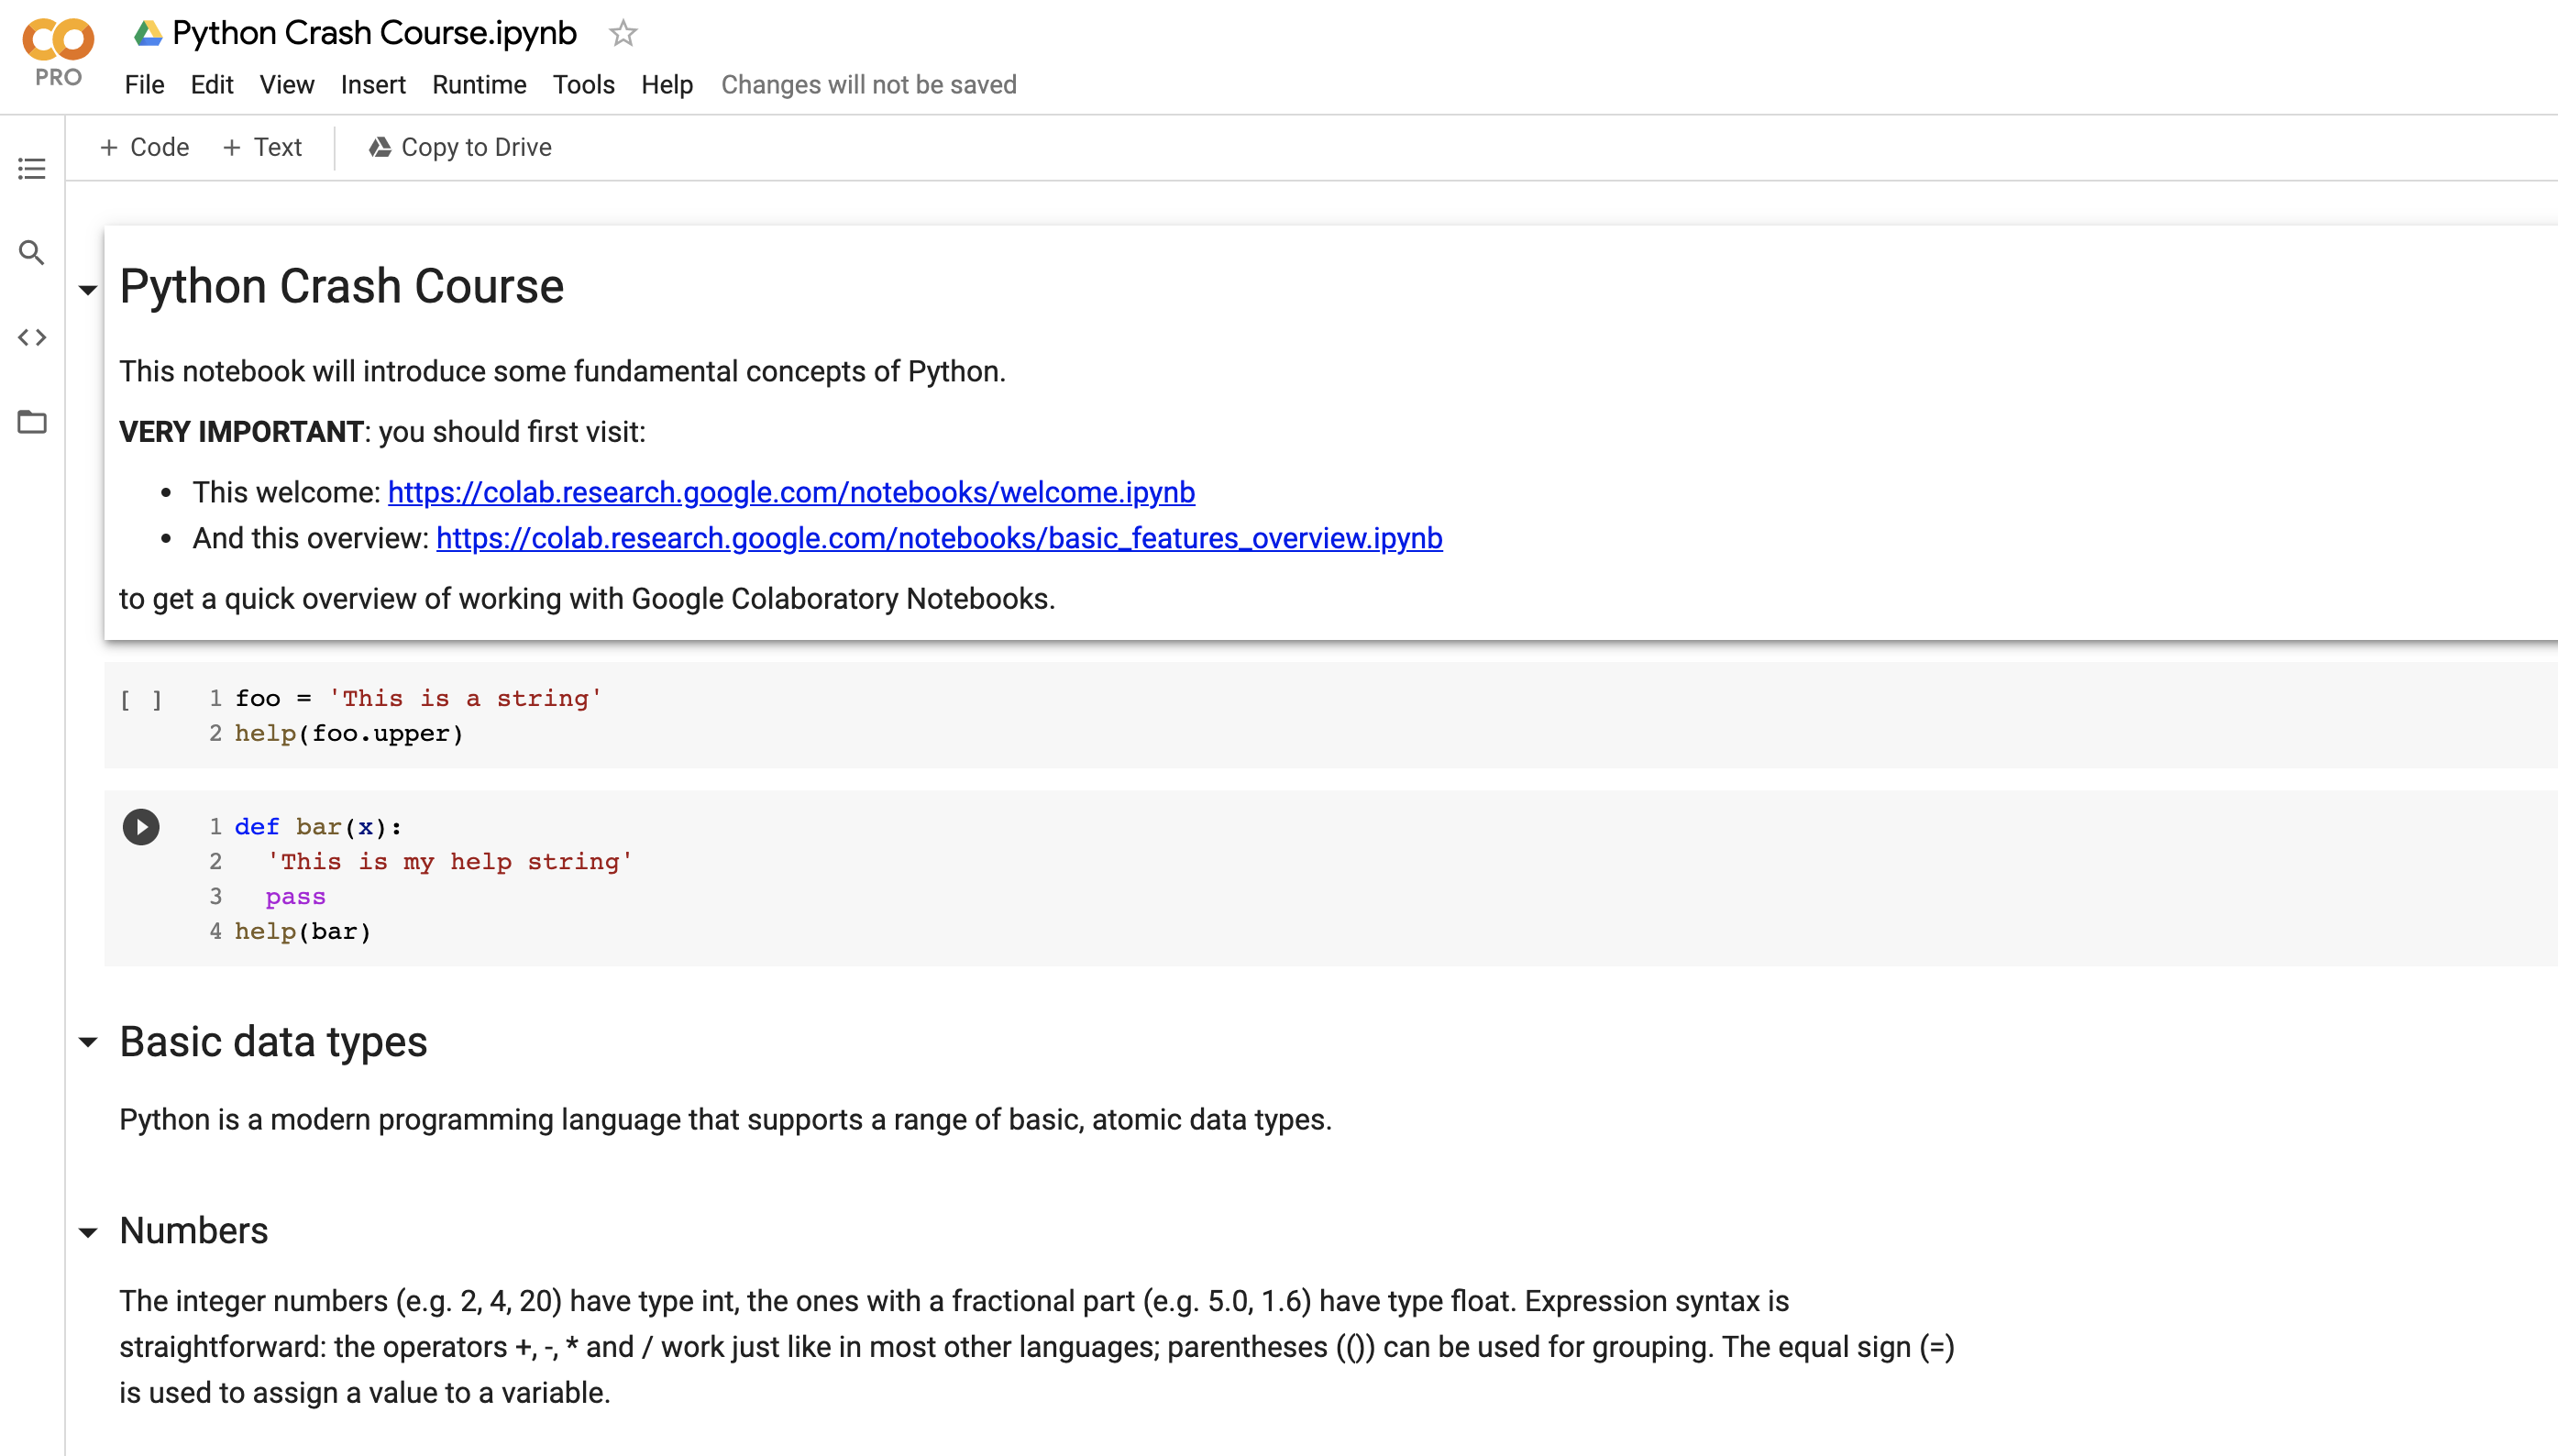 Python Crash Course.ipynb
PRO
File Edit View Insert Runtime Tools Help Changes will not be saved
+ Code + Text Copy to Drive
Python Crash Course
This notebook will introduce some fundamental concepts of Python.
VERY IMPORTANT: you should first visit:
• This welcome: https://colab.research.google.com/notebooks/welcome.ipynb
• And this overview: https://colab.research.google.com/notebooks/basic_features_overview.ipynb
to get a quick overview of working with Google Colaboratory Notebooks.
[ ] 1 foo = 'This is a string'
2 help(foo.upper)
1 def bar(x):
2   'This is my help string'
3   pass
4 help(bar)
Basic data types
Python is a modern programming language that supports a range of basic, atomic data types.
Numbers
The integer numbers (e.g. 2, 4, 20) have type int, the ones with a fractional part (e.g. 5.0, 1.6) have type float. Expression syntax is
straightforward: the operators +, -, * and / work just like in most other languages; parentheses (()) can be used for grouping. The equal sign (=)
is used to assign a value to a variable.